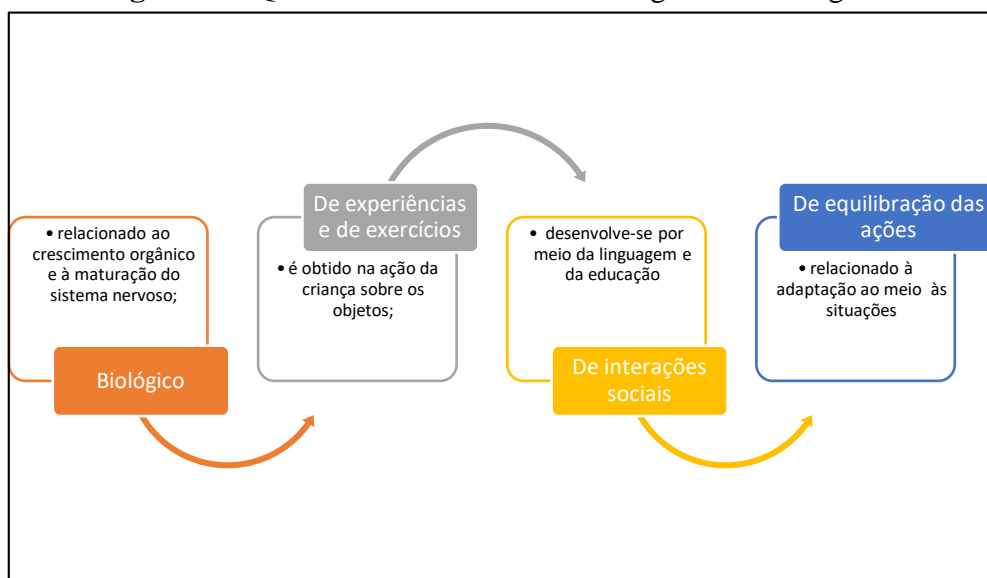 • relacionado ao
crescimento orgânico
e à maturação do
sistema nervoso;
Biológico
De experiências
e de exercícios
• é obtido na ação da
criança sobre os
objetos;
• desenvolve-se por
meio da linguagem e
da educação
De interações
sociais
De equilibração das
ações
• relacionado à
adaptação ao meio às
situações